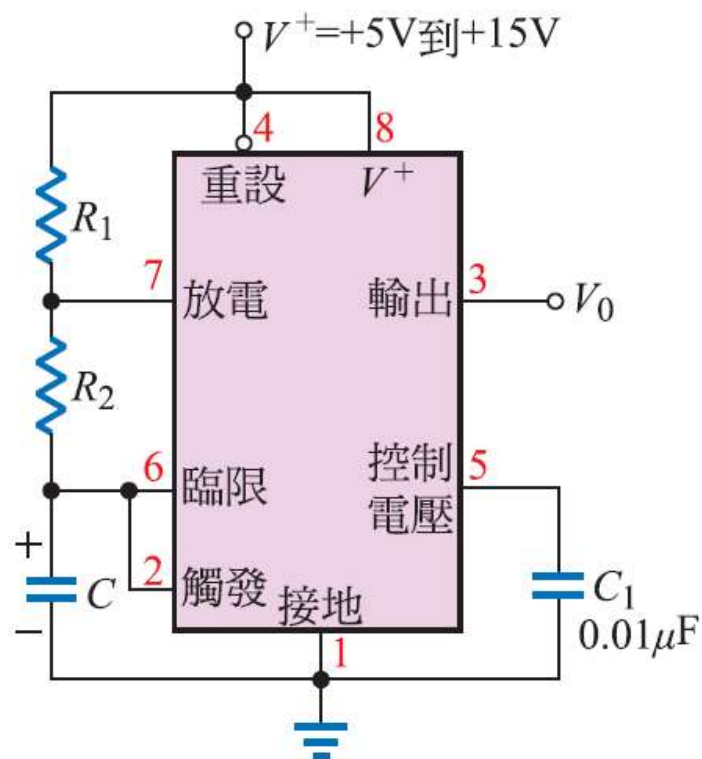 V⁺=+5V到+15V
4
8
重設
V⁺
R₁
7
放電
輸出
3
V₀
R₂
6
臨限
控制
電壓
5
+
C
−
2
觸發
接地
1
C₁
0.01μF